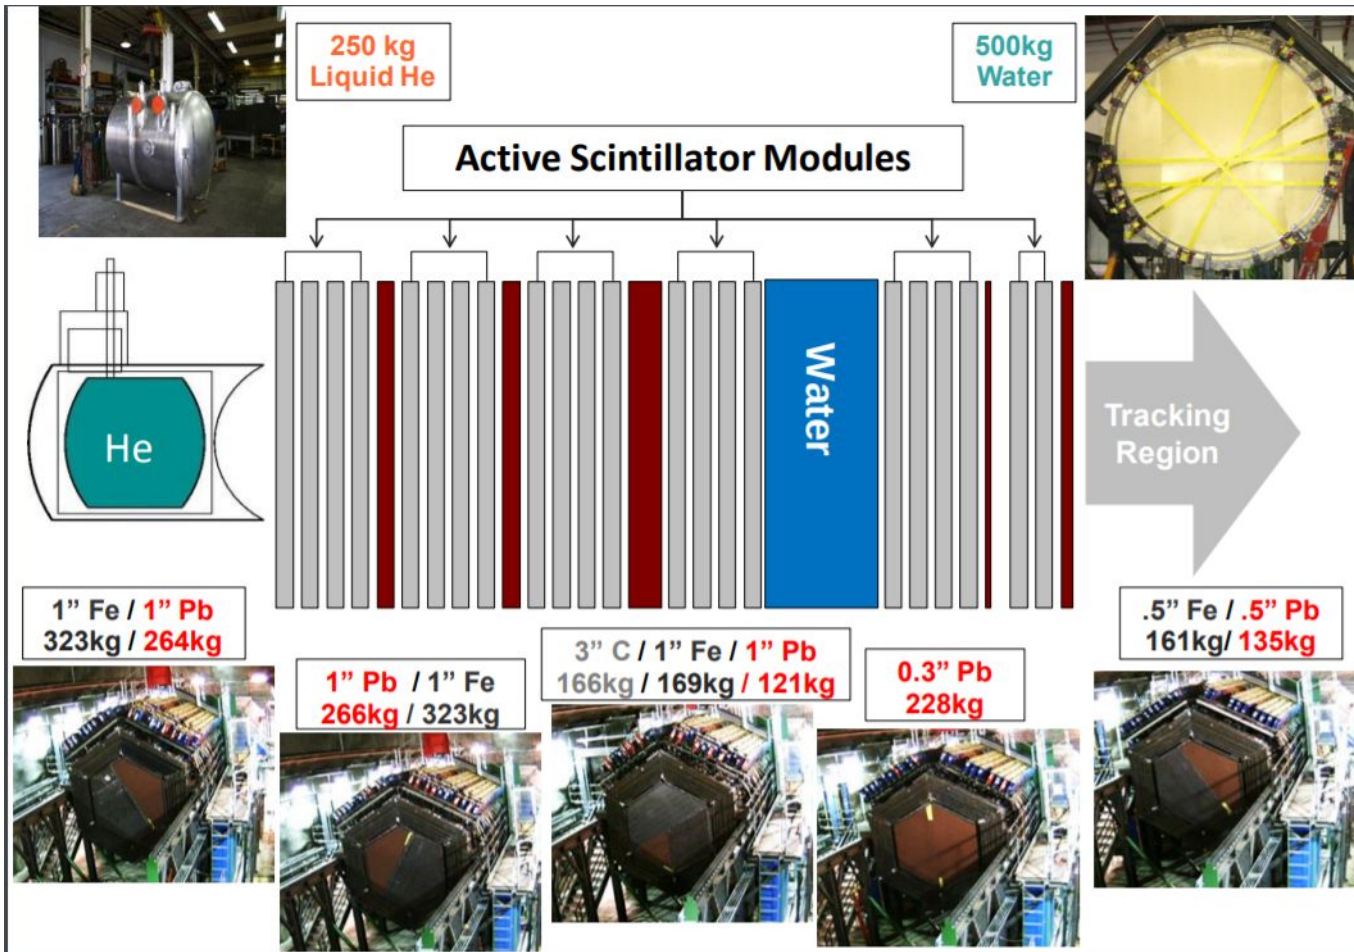 250 kg
Liquid He
500kg
Water
Active Scintillator Modules
He
Water
Tracking
Region
1” Fe / 1” Pb
323kg / 264kg
1” Pb / 1” Fe
266kg / 323kg
3” C / 1” Fe / 1” Pb
166kg / 169kg / 121kg
0.3” Pb
228kg
.5” Fe / .5” Pb
161kg/ 135kg